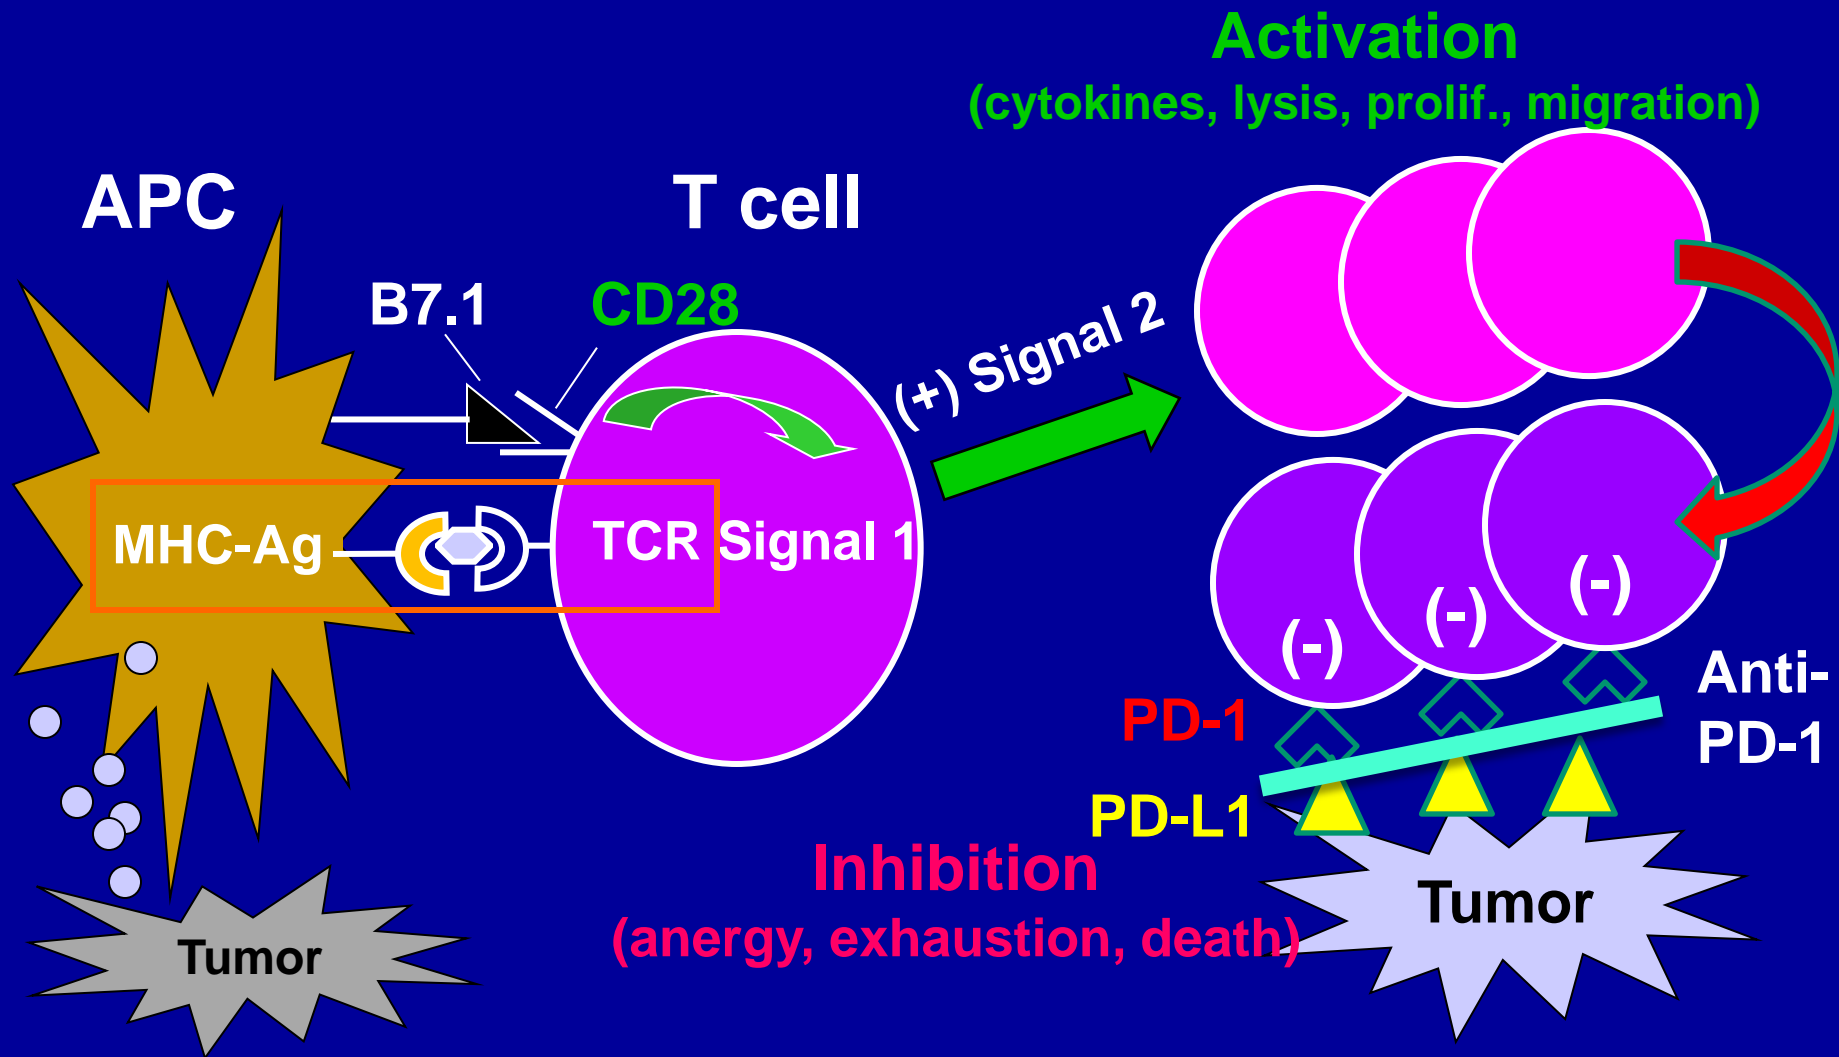 Activation
(cytokines, lysis, prolif., migration)
APC
T cell
B7.1
CD28
(+) Signal 2
MHC-Ag
TCR Signal 1
(-)
(-)
(-)
PD-1
Anti-
PD-1
PD-L1
Inhibition
(anergy, exhaustion, death)
Tumor
Tumor